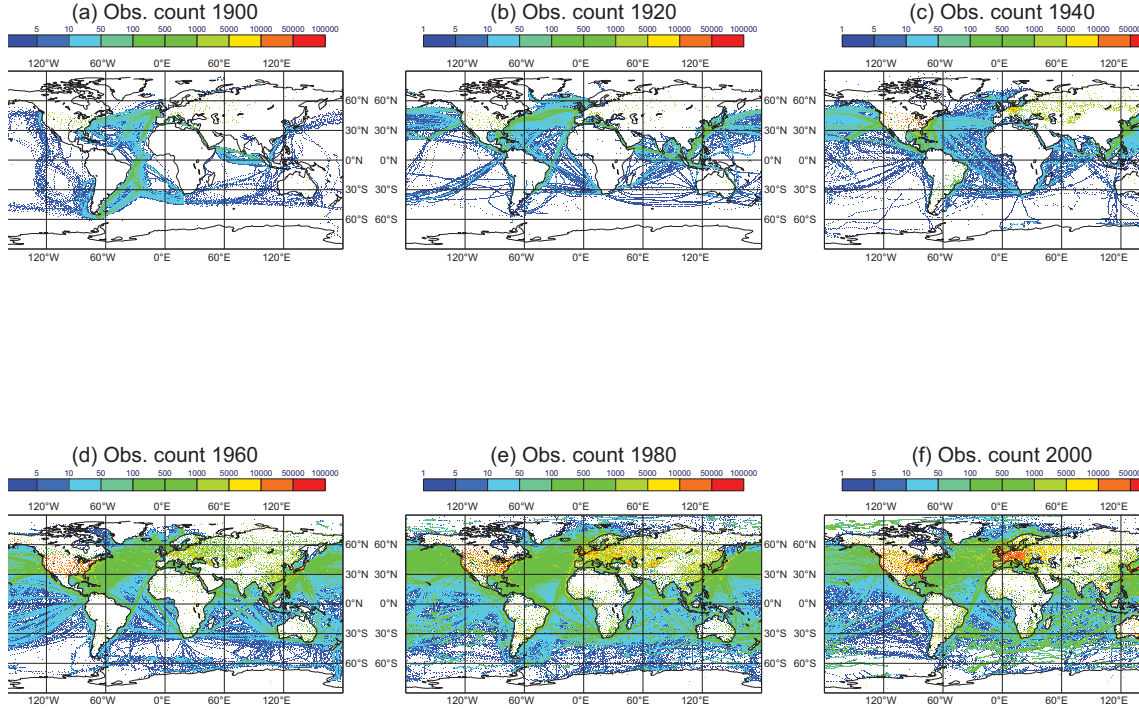 (a) Obs. count 1900 (b) Obs. count 1920 (c) Obs. count 1940
5 10 50 100 500 1000 5000 10000 50000 100000 1 5 10 50 100 500 1000 5000 10000 50000 100000 1 5 10 50 100 500 1000 5000 10000 5000
120°W 60°W 0°E 60°E 120°E 120°W 60°W 0°E 60°E 120°E 120°W 60°W 0°E 60°E 120°E
60°N 60°N 60°N 60°N
30°N 30°N 30°N 30°N
0°N 0°N 0°N 0°N
30°S 30°S 30°S 30°S
60°S 60°S 60°S 60°S
120°W 60°W 0°E 60°E 120°E 120°W 60°W 0°E 60°E 120°E 120°W 60°W 0°E 60°E 120°E
(d) Obs. count 1960 (e) Obs. count 1980 (f) Obs. count 2000
5 10 50 100 500 1000 5000 10000 50000 100000 1 5 10 50 100 500 1000 5000 10000 50000 100000 1 5 10 50 100 500 1000 5000 10000 5000
120°W 60°W 0°E 60°E 120°E 120°W 60°W 0°E 60°E 120°E 120°W 60°W 0°E 60°E 120°E
60°N 60°N 60°N 60°N
30°N 30°N 30°N 30°N
0°N 0°N 0°N 0°N
30°S 30°S 30°S 30°S
60°S 60°S 60°S 60°S
120°W 60°W 0°E 60°E 120°E 120°W 60°W 0°E 60°E 120°E 120°W 60°W 0°E 60°E 120°E